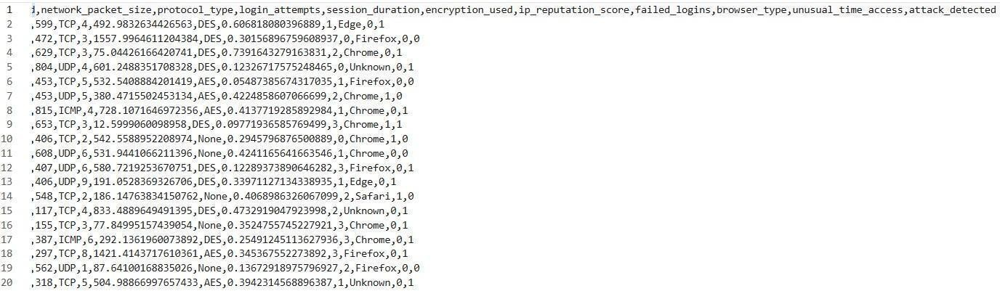 1 d,network_packet_size,protocol_type,login_attempts,session_duration,encryption_used,ip_reputation_score,failed_logins,browser_type,unusual_time_access,attack_detected
2 ,599,TCP,4,492.9832634426563,DES,0.606818080396889,1,Edge,0,1
3 ,472,TCP,3,1557.9964611204384,DES,0.30156896759608937,0,Firefox,0,0
4 ,629,TCP,3,75.04426166420741,DES,0.7391643279163831,2,Chrome,0,1
5 ,804,UDP,4,601.2488351708328,DES,0.12326717575248465,0,Unknown,0,1
6 ,453,TCP,5,532.5408884201419,AES,0.05487385674317035,1,Firefox,0,0
7 ,453,UDP,5,380.4715502453134,AES,0.4224858607066699,2,Chrome,1,0
8 ,815,ICMP,4,728.1071646972356,AES,0.4137719285892984,1,Chrome,0,1
9 ,653,TCP,3,12.5999060098958,DES,0.09771936585769499,3,Chrome,1,1
10 ,406,TCP,2,542.5588952208974,None,0.2945796876500889,0,Chrome,1,0
11 ,608,UDP,6,531.9441066211396,None,0.4241165641663546,1,Chrome,0,0
12 ,407,UDP,6,580.7219253670751,DES,0.12289373890646282,3,Firefox,0,1
13 ,406,UDP,9,191.0528369326706,DES,0.33971127134338935,1,Edge,0,1
14 ,548,TCP,2,186.14763834150762,None,0.4068986326067099,2,Safari,1,0
15 ,117,TCP,4,833.4889649491395,DES,0.4732919047923998,2,Unknown,0,1
16 ,155,TCP,3,77.84995157439054,None,0.3524755745227921,3,Chrome,0,1
17 ,387,ICMP,6,292.1361960073892,DES,0.25491245113627936,3,Chrome,0,1
18 ,297,TCP,8,1421.4143717610361,AES,0.345367552273892,3,Firefox,0,1
19 ,562,UDP,1,87.64100168835026,None,0.13672918975796927,2,Firefox,0,0
20 ,318,TCP,5,504.98866997657433,AES,0.3942314568896387,1,Unknown,0,1